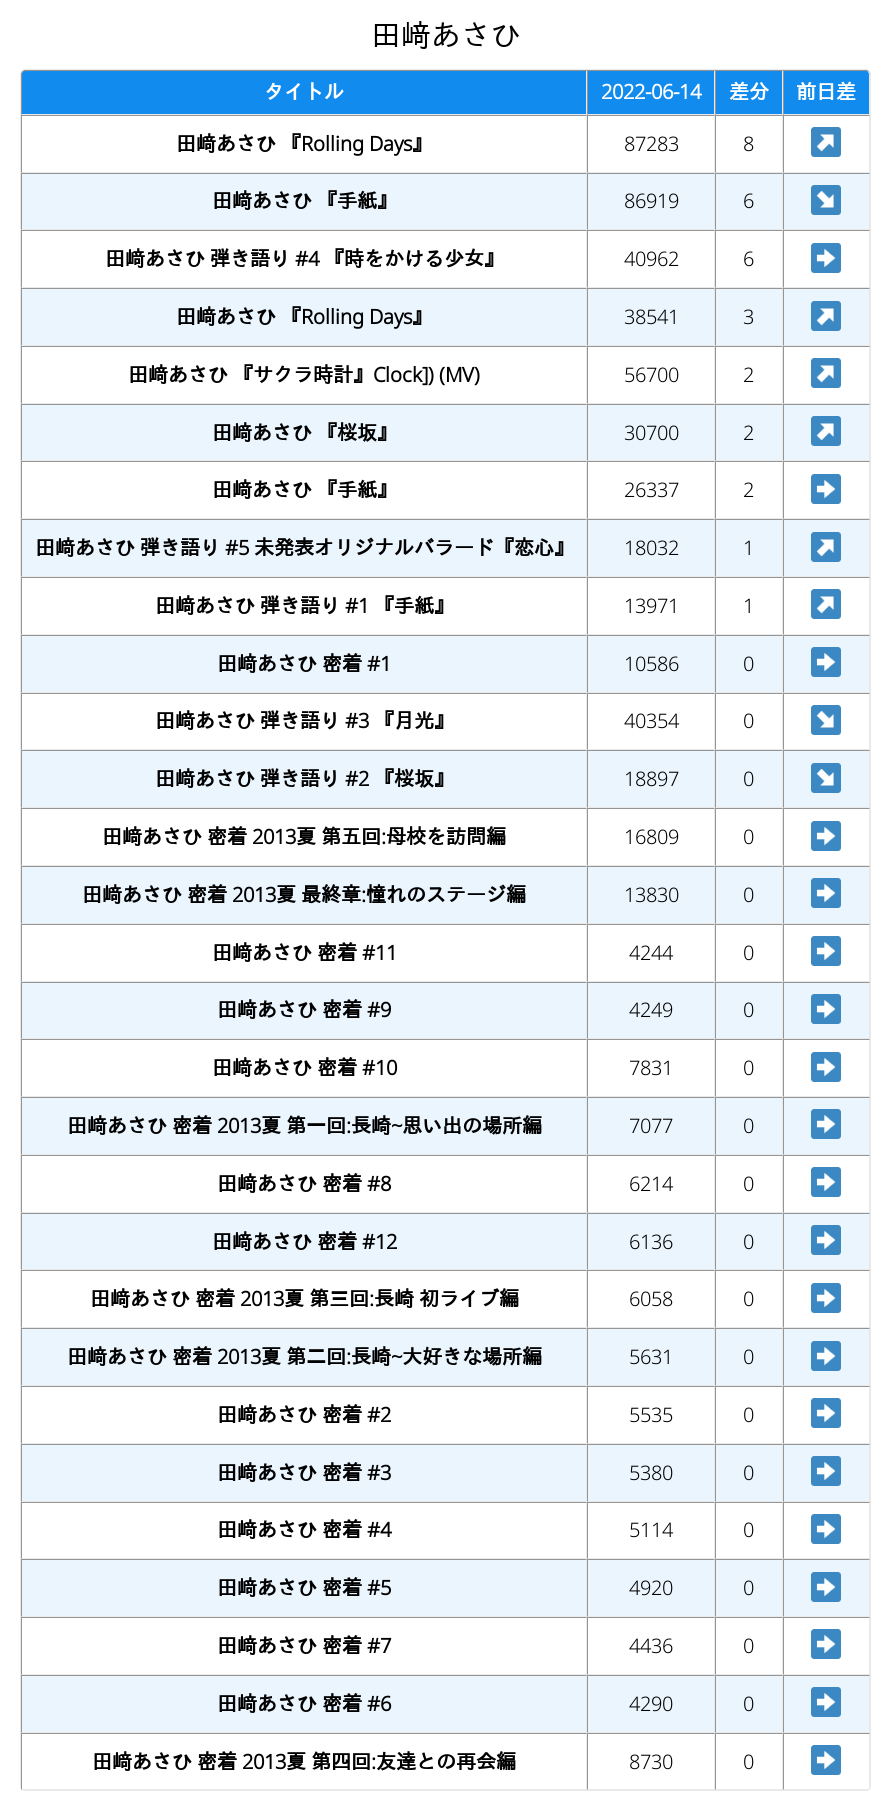 田﨑あさひ
タイトル 2022-06-14 差分 前日差
田﨑あさひ 『Rolling Days』 87283 8 ↗
田﨑あさひ 『手紙』 86919 6 ↘
田﨑あさひ 弾き語り #4 『時をかける少女』 40962 6 ➡
田﨑あさひ 『Rolling Days』 38541 3 ↗
田﨑あさひ 『サクラ時計』Clock]) (MV) 56700 2 ↗
田﨑あさひ 『桜坂』 30700 2 ↗
田﨑あさひ 『手紙』 26337 2 ➡
田﨑あさひ 弾き語り #5 未発表オリジナルバラード『恋心』 18032 1 ↗
田﨑あさひ 弾き語り #1 『手紙』 13971 1 ↗
田﨑あさひ 密着 #1 10586 0 ➡
田﨑あさひ 弾き語り #3 『月光』 40354 0 ↘
田﨑あさひ 弾き語り #2 『桜坂』 18897 0 ↘
田﨑あさひ 密着 2013夏 第五回:母校を訪問編 16809 0 ➡
田﨑あさひ 密着 2013夏 最終章:憧れのステージ編 13830 0 ➡
田﨑あさひ 密着 #11 4244 0 ➡
田﨑あさひ 密着 #9 4249 0 ➡
田﨑あさひ 密着 #10 7831 0 ➡
田﨑あさひ 密着 2013夏 第一回:長崎~思い出の場所編 7077 0 ➡
田﨑あさひ 密着 #8 6214 0 ➡
田﨑あさひ 密着 #12 6136 0 ➡
田﨑あさひ 密着 2013夏 第三回:長崎 初ライブ編 6058 0 ➡
田﨑あさひ 密着 2013夏 第二回:長崎~大好きな場所編 5631 0 ➡
田﨑あさひ 密着 #2 5535 0 ➡
田﨑あさひ 密着 #3 5380 0 ➡
田﨑あさひ 密着 #4 5114 0 ➡
田﨑あさひ 密着 #5 4920 0 ➡
田﨑あさひ 密着 #7 4436 0 ➡
田﨑あさひ 密着 #6 4290 0 ➡
田﨑あさひ 密着 2013夏 第四回:友達との再会編 8730 0 ➡